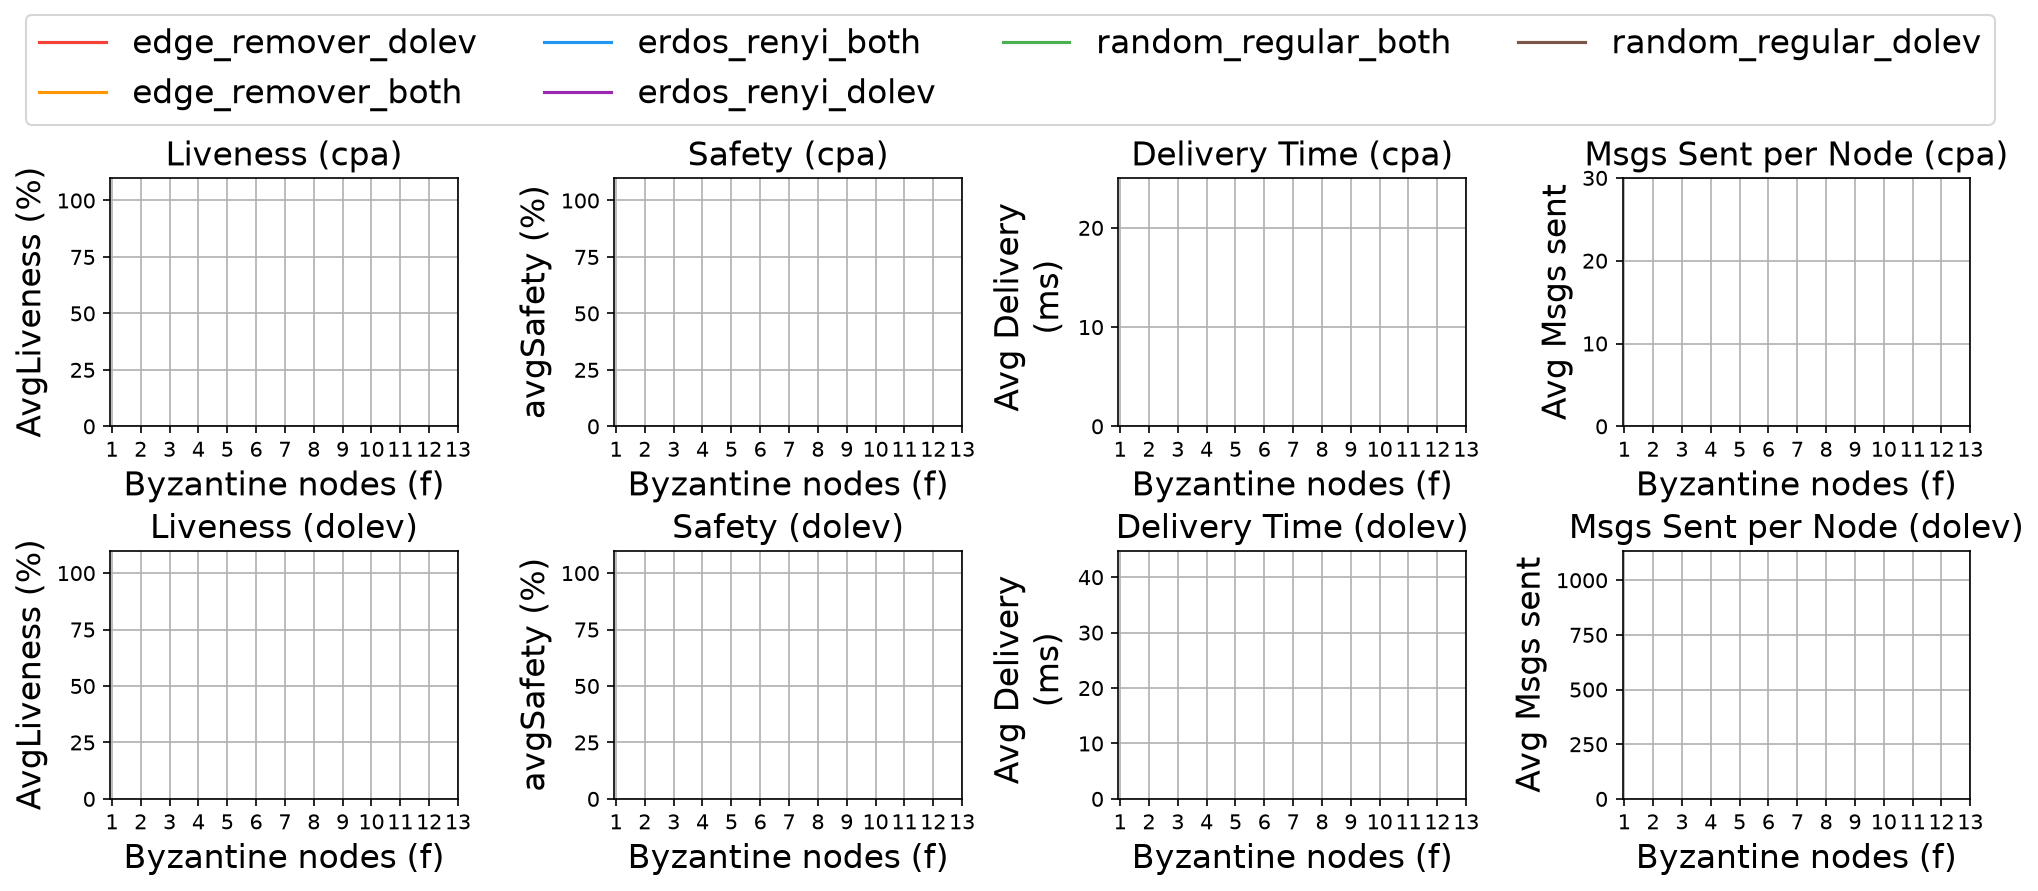 edge_remover_dolev erdos_renyi_both random_regular_both random_regular_dolev
edge_remover_both erdos_renyi_dolev
Liveness (cpa) Safety (cpa) Delivery Time (cpa) Msgs Sent per Node (cpa)
AvgLiveness (%)
100
75
50
25
0
1 2 3 4 5 6 7 8 9 10 11 12 13
Byzantine nodes (f)
avgSafety (%)
100
75
50
25
0
1 2 3 4 5 6 7 8 9 10 11 12 13
Byzantine nodes (f)
Avg Delivery
(ms)
20
10
0
1 2 3 4 5 6 7 8 9 10 11 12 13
Byzantine nodes (f)
Avg Msgs sent
30
20
10
0
1 2 3 4 5 6 7 8 9 10 11 12 13
Byzantine nodes (f)
Liveness (dolev) Safety (dolev) Delivery Time (dolev) Msgs Sent per Node (dolev)
AvgLiveness (%)
100
75
50
25
0
1 2 3 4 5 6 7 8 9 10 11 12 13
Byzantine nodes (f)
avgSafety (%)
100
75
50
25
0
1 2 3 4 5 6 7 8 9 10 11 12 13
Byzantine nodes (f)
Avg Delivery
(ms)
40
30
20
10
0
1 2 3 4 5 6 7 8 9 10 11 12 13
Byzantine nodes (f)
Avg Msgs sent
1000
750
500
250
0
1 2 3 4 5 6 7 8 9 10 11 12 13
Byzantine nodes (f)